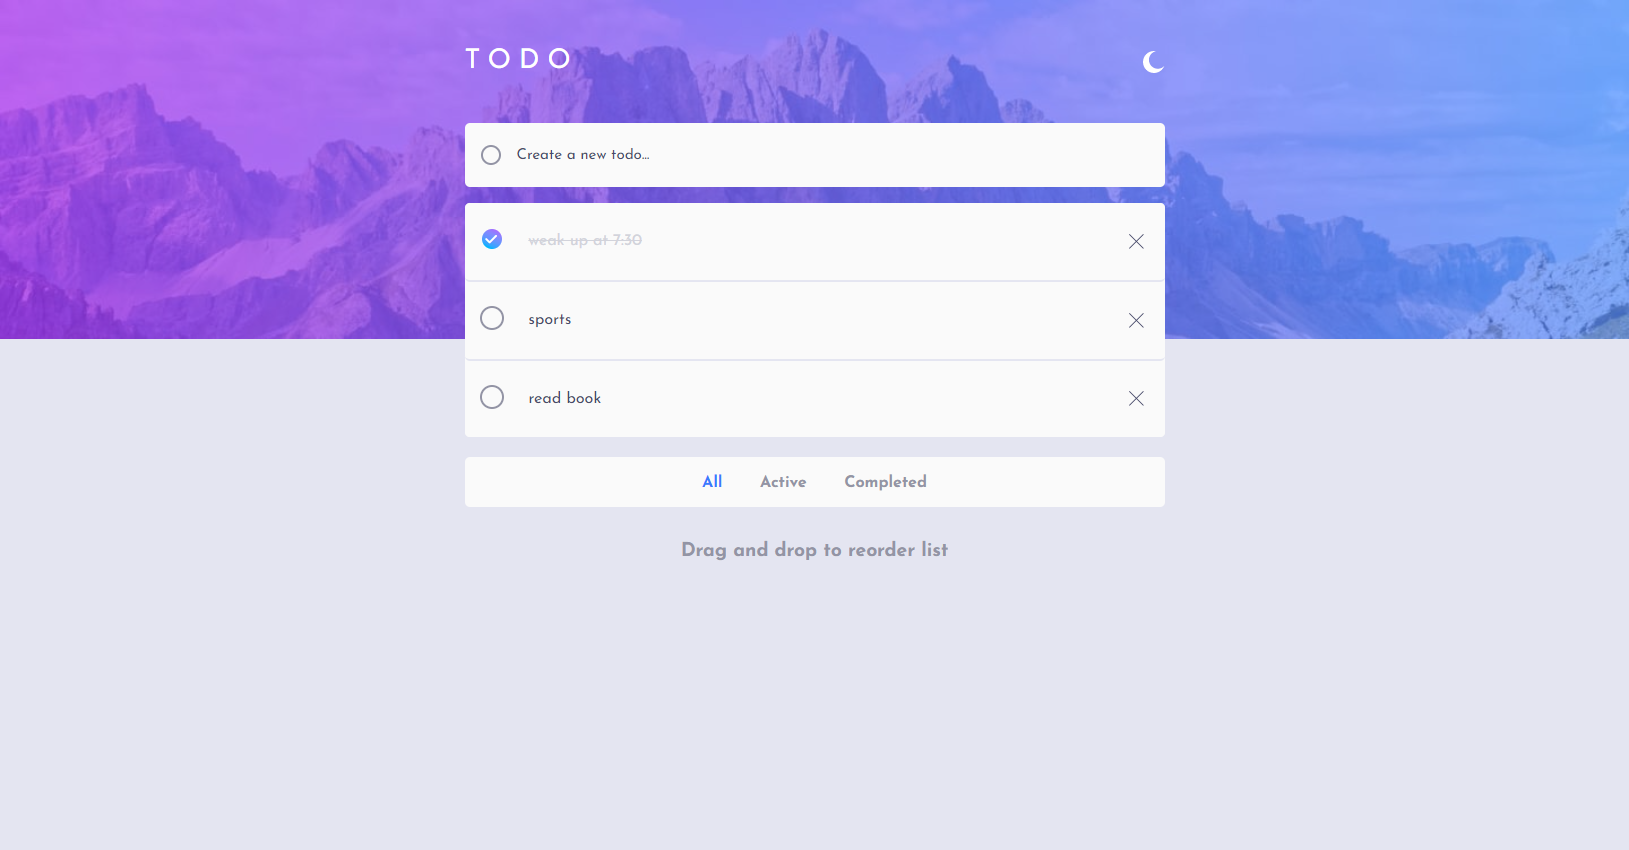 TODO
Create a new todo...
weak up at 7:30
sports
read book
All Active Completed
Drag and drop to reorder list